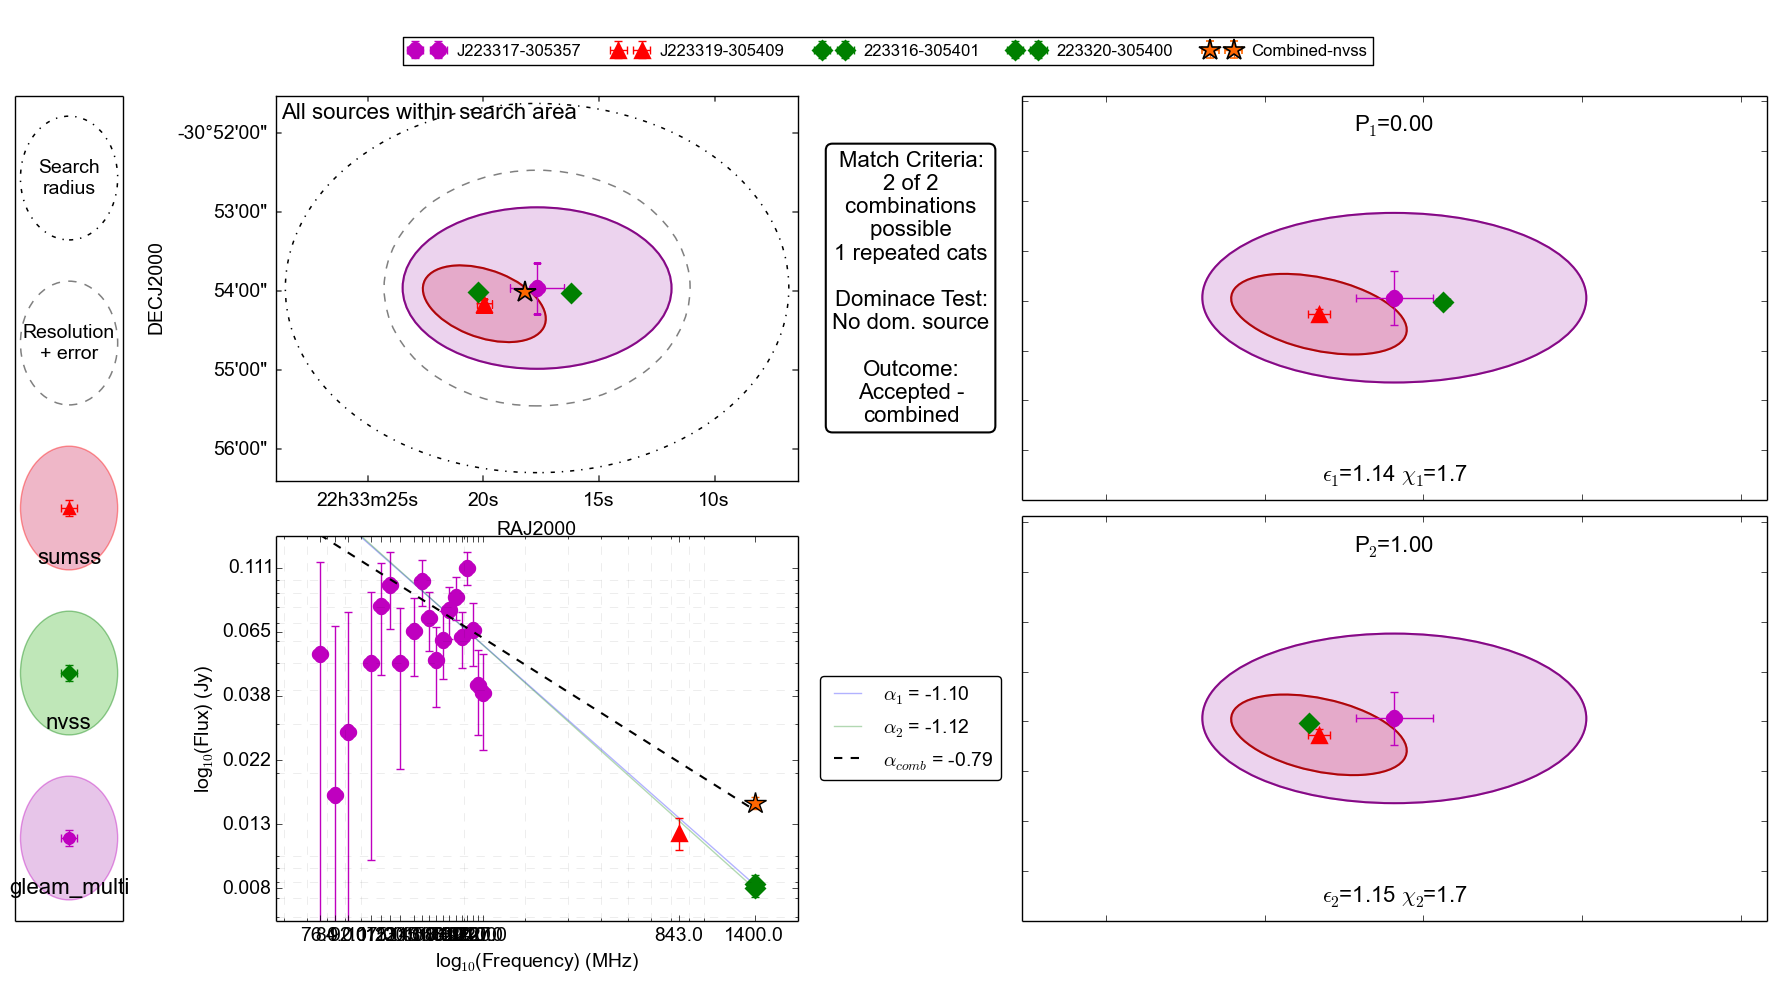 J223317-305357
J223319-305409
223316-305401
223320-305400
Combined-nvss
Search
radius
Resolution
+ error
sumss
nvss
gleam_multi
All sources within search area
-30°52'00"
53'00"
54'00"
55'00"
56'00"
DECJ2000
22h33m25s
20s
15s
10s
RAJ2000
Match Criteria:
2 of 2
combinations
possible
1 repeated cats
Dominace Test:
No dom. source
Outcome:
Accepted -
combined
P1=0.00
ϵ1=1.14 χ1=1.7
P2=1.00
ϵ2=1.15 χ2=1.7
0.111
0.065
0.038
0.022
0.013
0.008
log10(Flux) (Jy)
843.0
1400.0
log10(Frequency) (MHz)
α1 = -1.10
α2 = -1.12
αcomb = -0.79